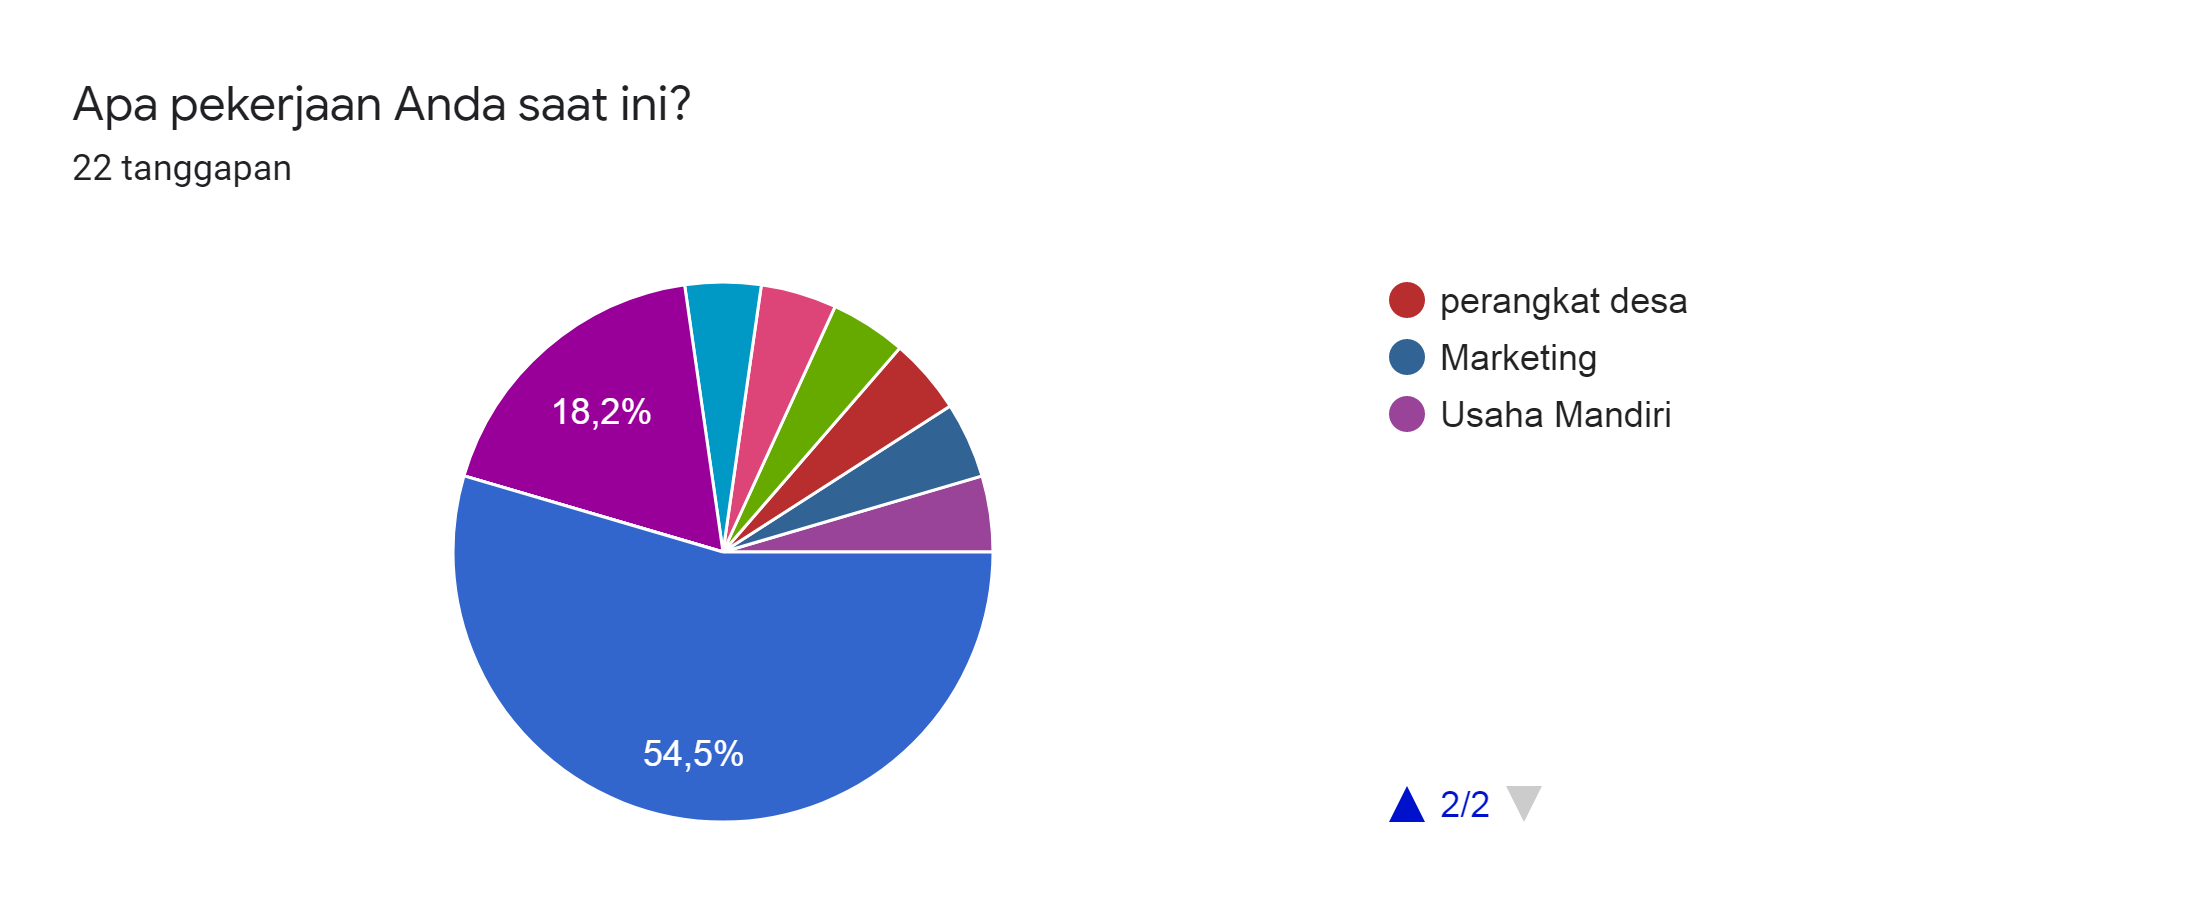 Apa pekerjaan Anda saat ini?
22 tanggapan
18,2%
54,5%
perangkat desa
Marketing
Usaha Mandiri
2/2